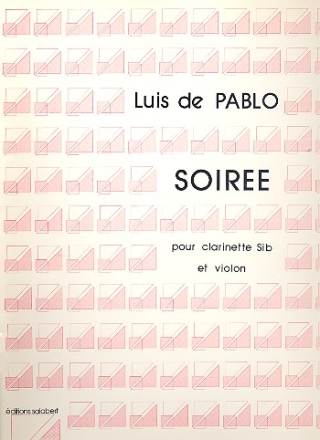 Luis de PABLO
SOIREE
pour clarinette Sib
et violon
éditions salabert